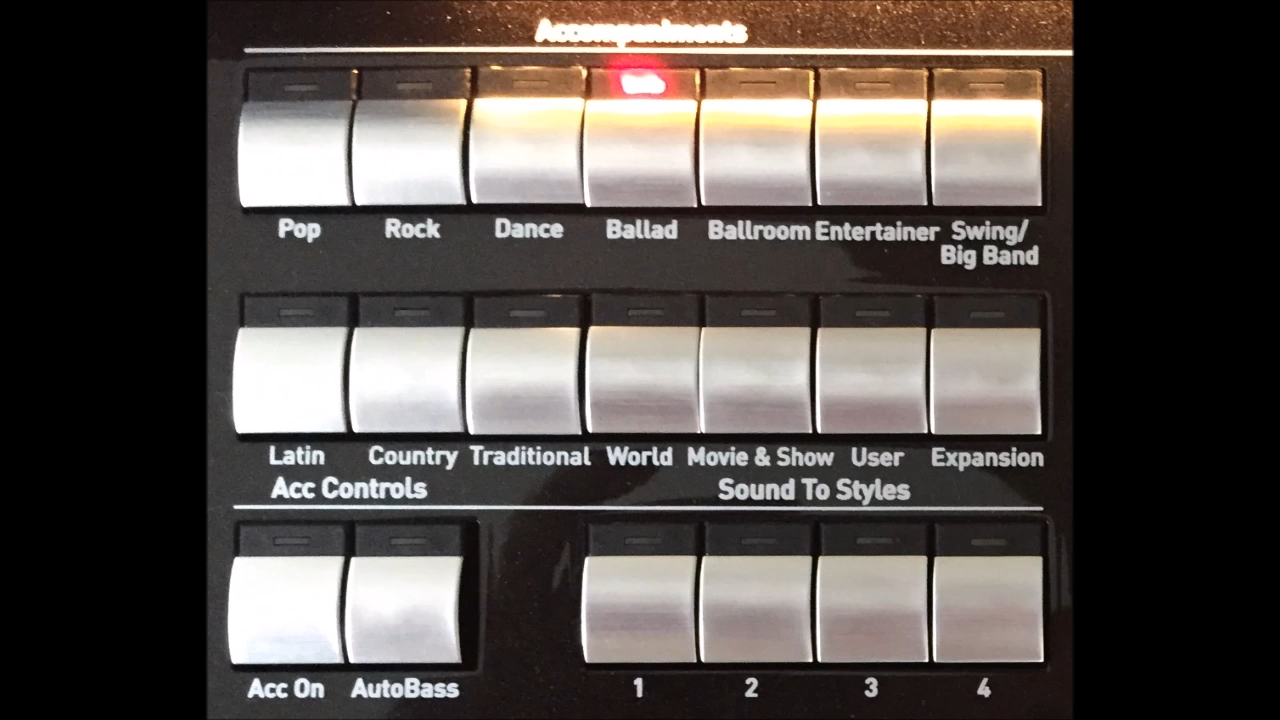 Accompaniments
Pop Rock Dance Ballad Ballroom Entertainer Swing/
Big Band
Latin Country Traditional World Movie & Show User Expansion
Acc Controls Sound To Styles
Acc On AutoBass 1 2 3 4